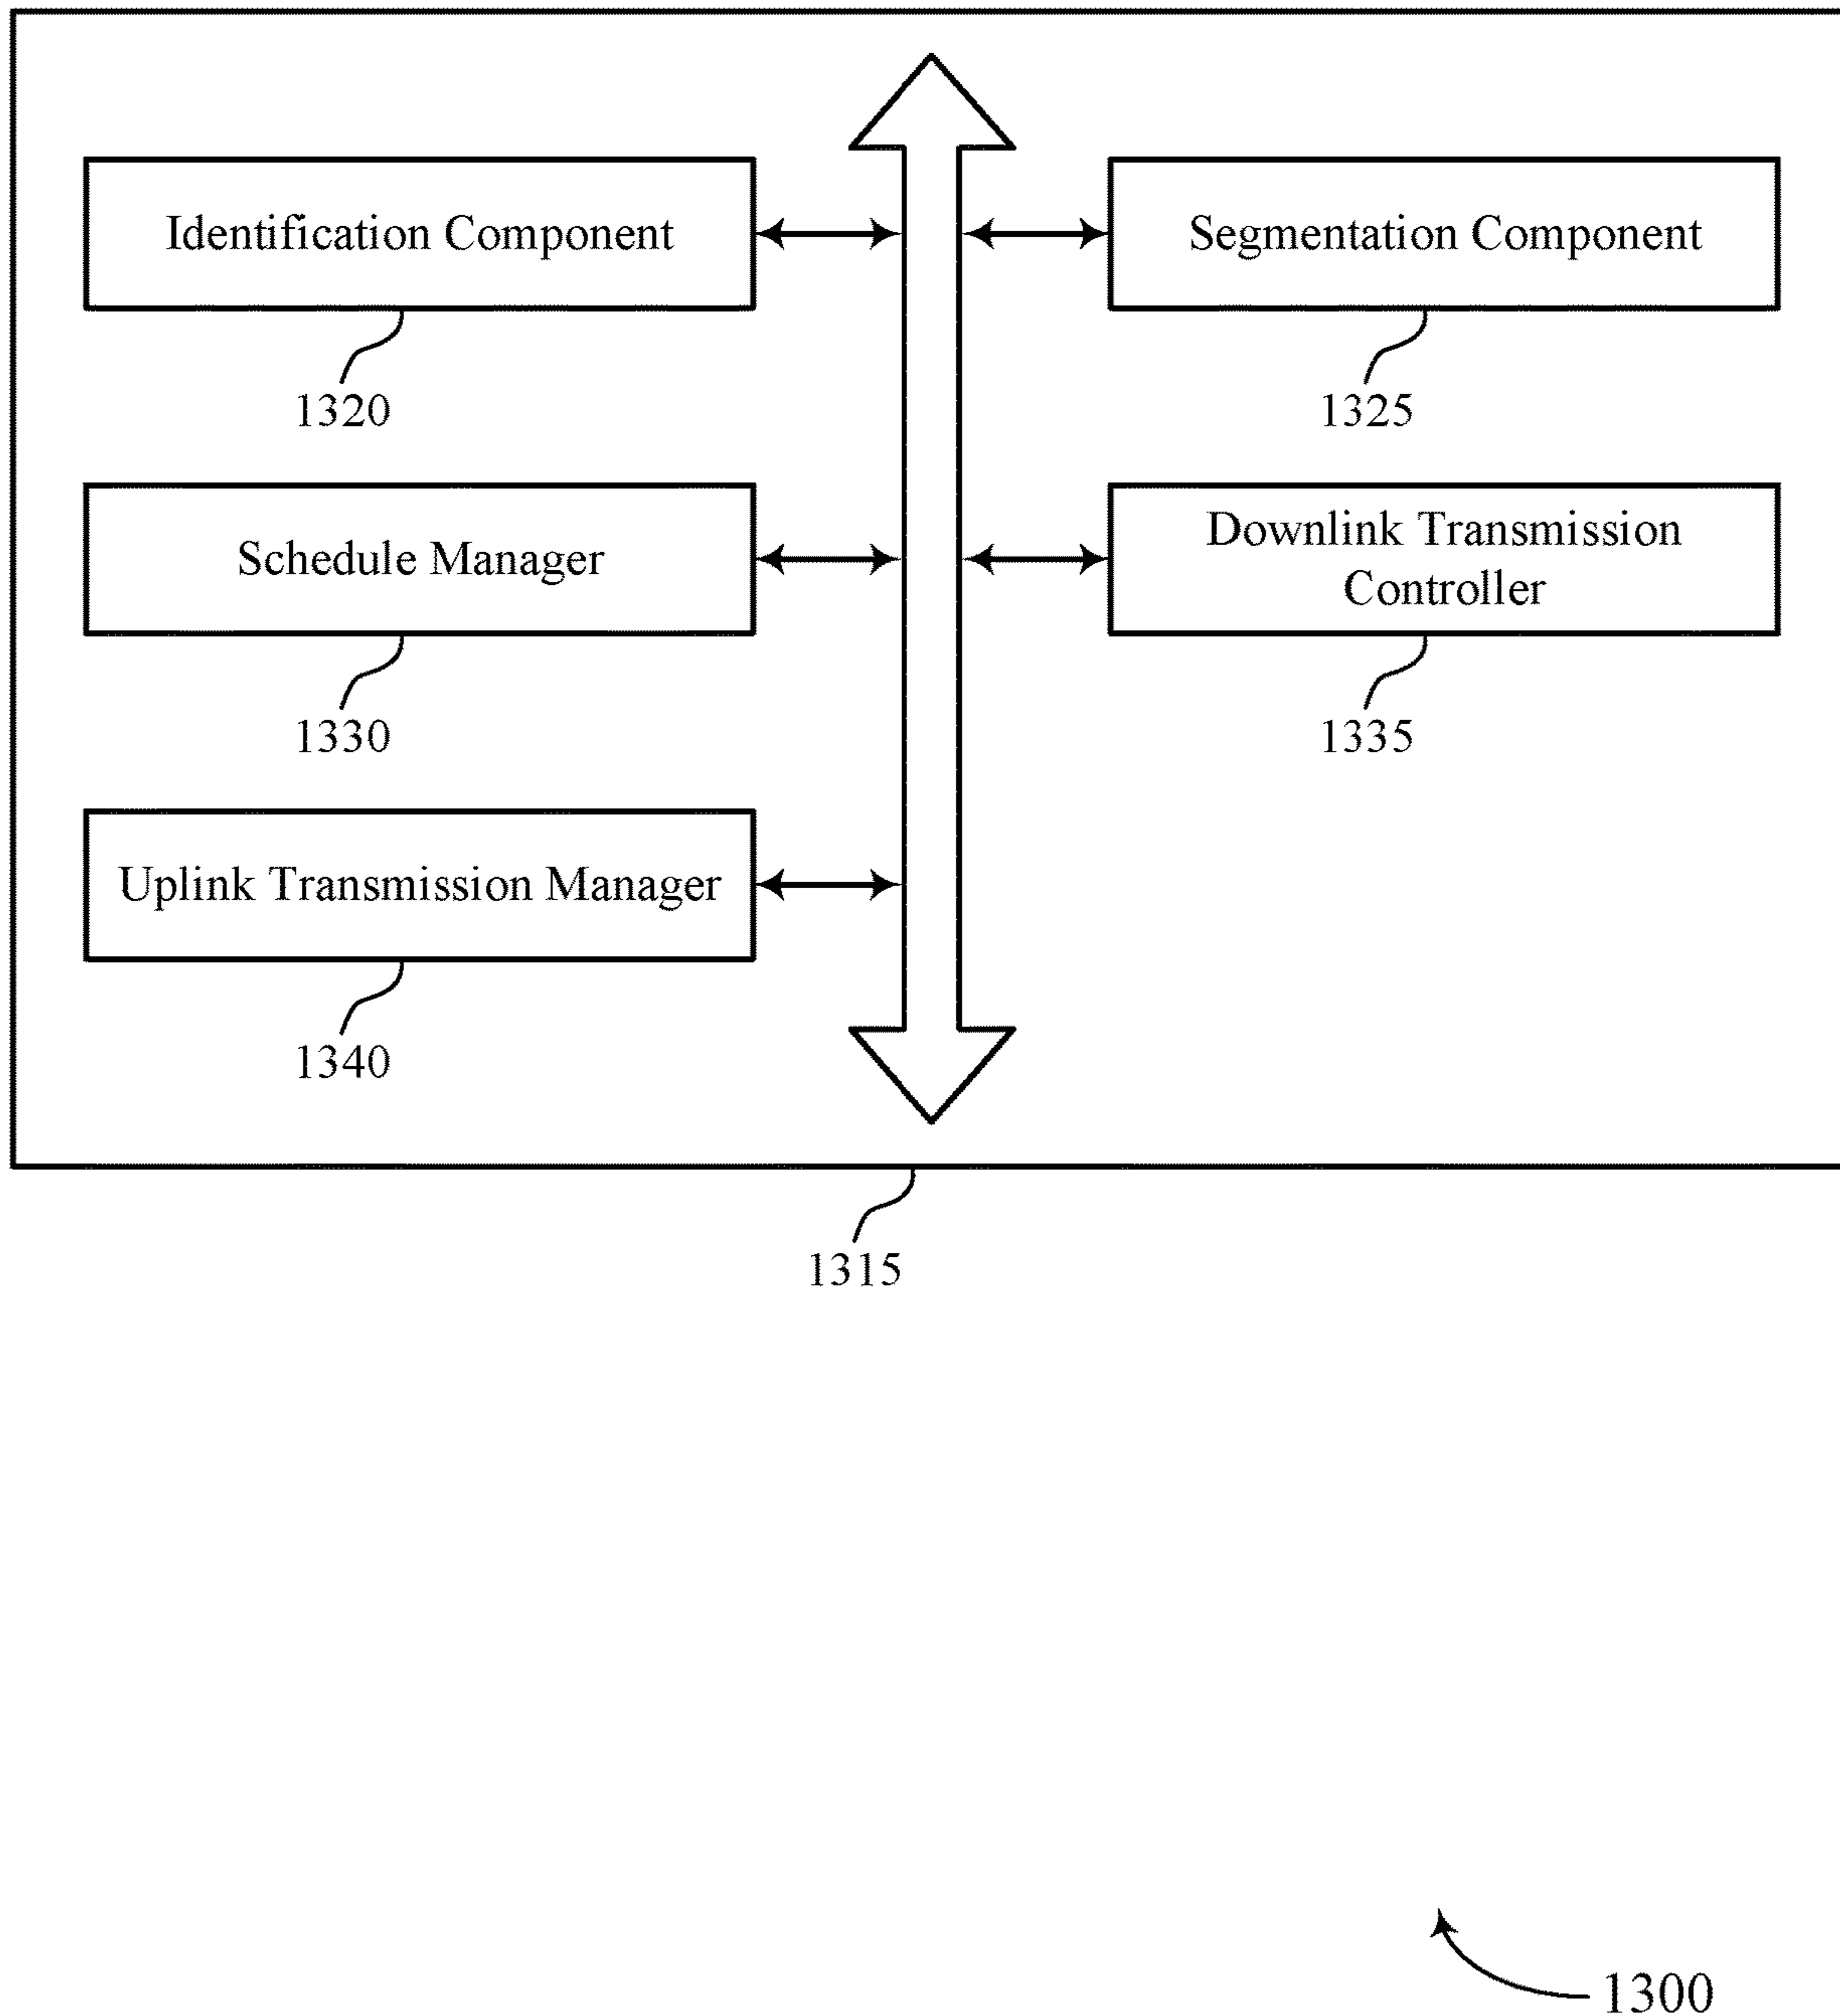 Identification Component
Segmentation Component
1320
1325
Schedule Manager
Downlink Transmission
Controller
1330
1335
Uplink Transmission Manager
1340
1315
1300